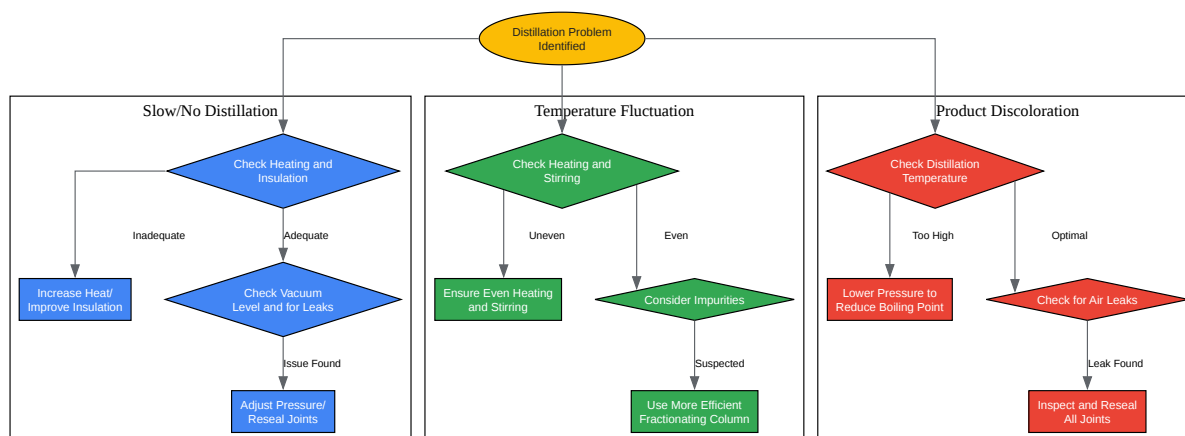 Distillation Problem
Identified
Slow/No Distillation
Check Heating and
Insulation
Inadequate
Adequate
Increase Heat/
Improve Insulation
Check Vacuum
Level and for Leaks
Issue Found
Adjust Pressure/
Reseal Joints
Temperature Fluctuation
Check Heating and
Stirring
Uneven
Even
Ensure Even Heating
and Stirring
Consider Impurities
Suspected
Use More Efficient
Fractionating Column
Product Discoloration
Check Distillation
Temperature
Too High
Optimal
Lower Pressure to
Reduce Boiling Point
Check for Air Leaks
Leak Found
Inspect and Reseal
All Joints